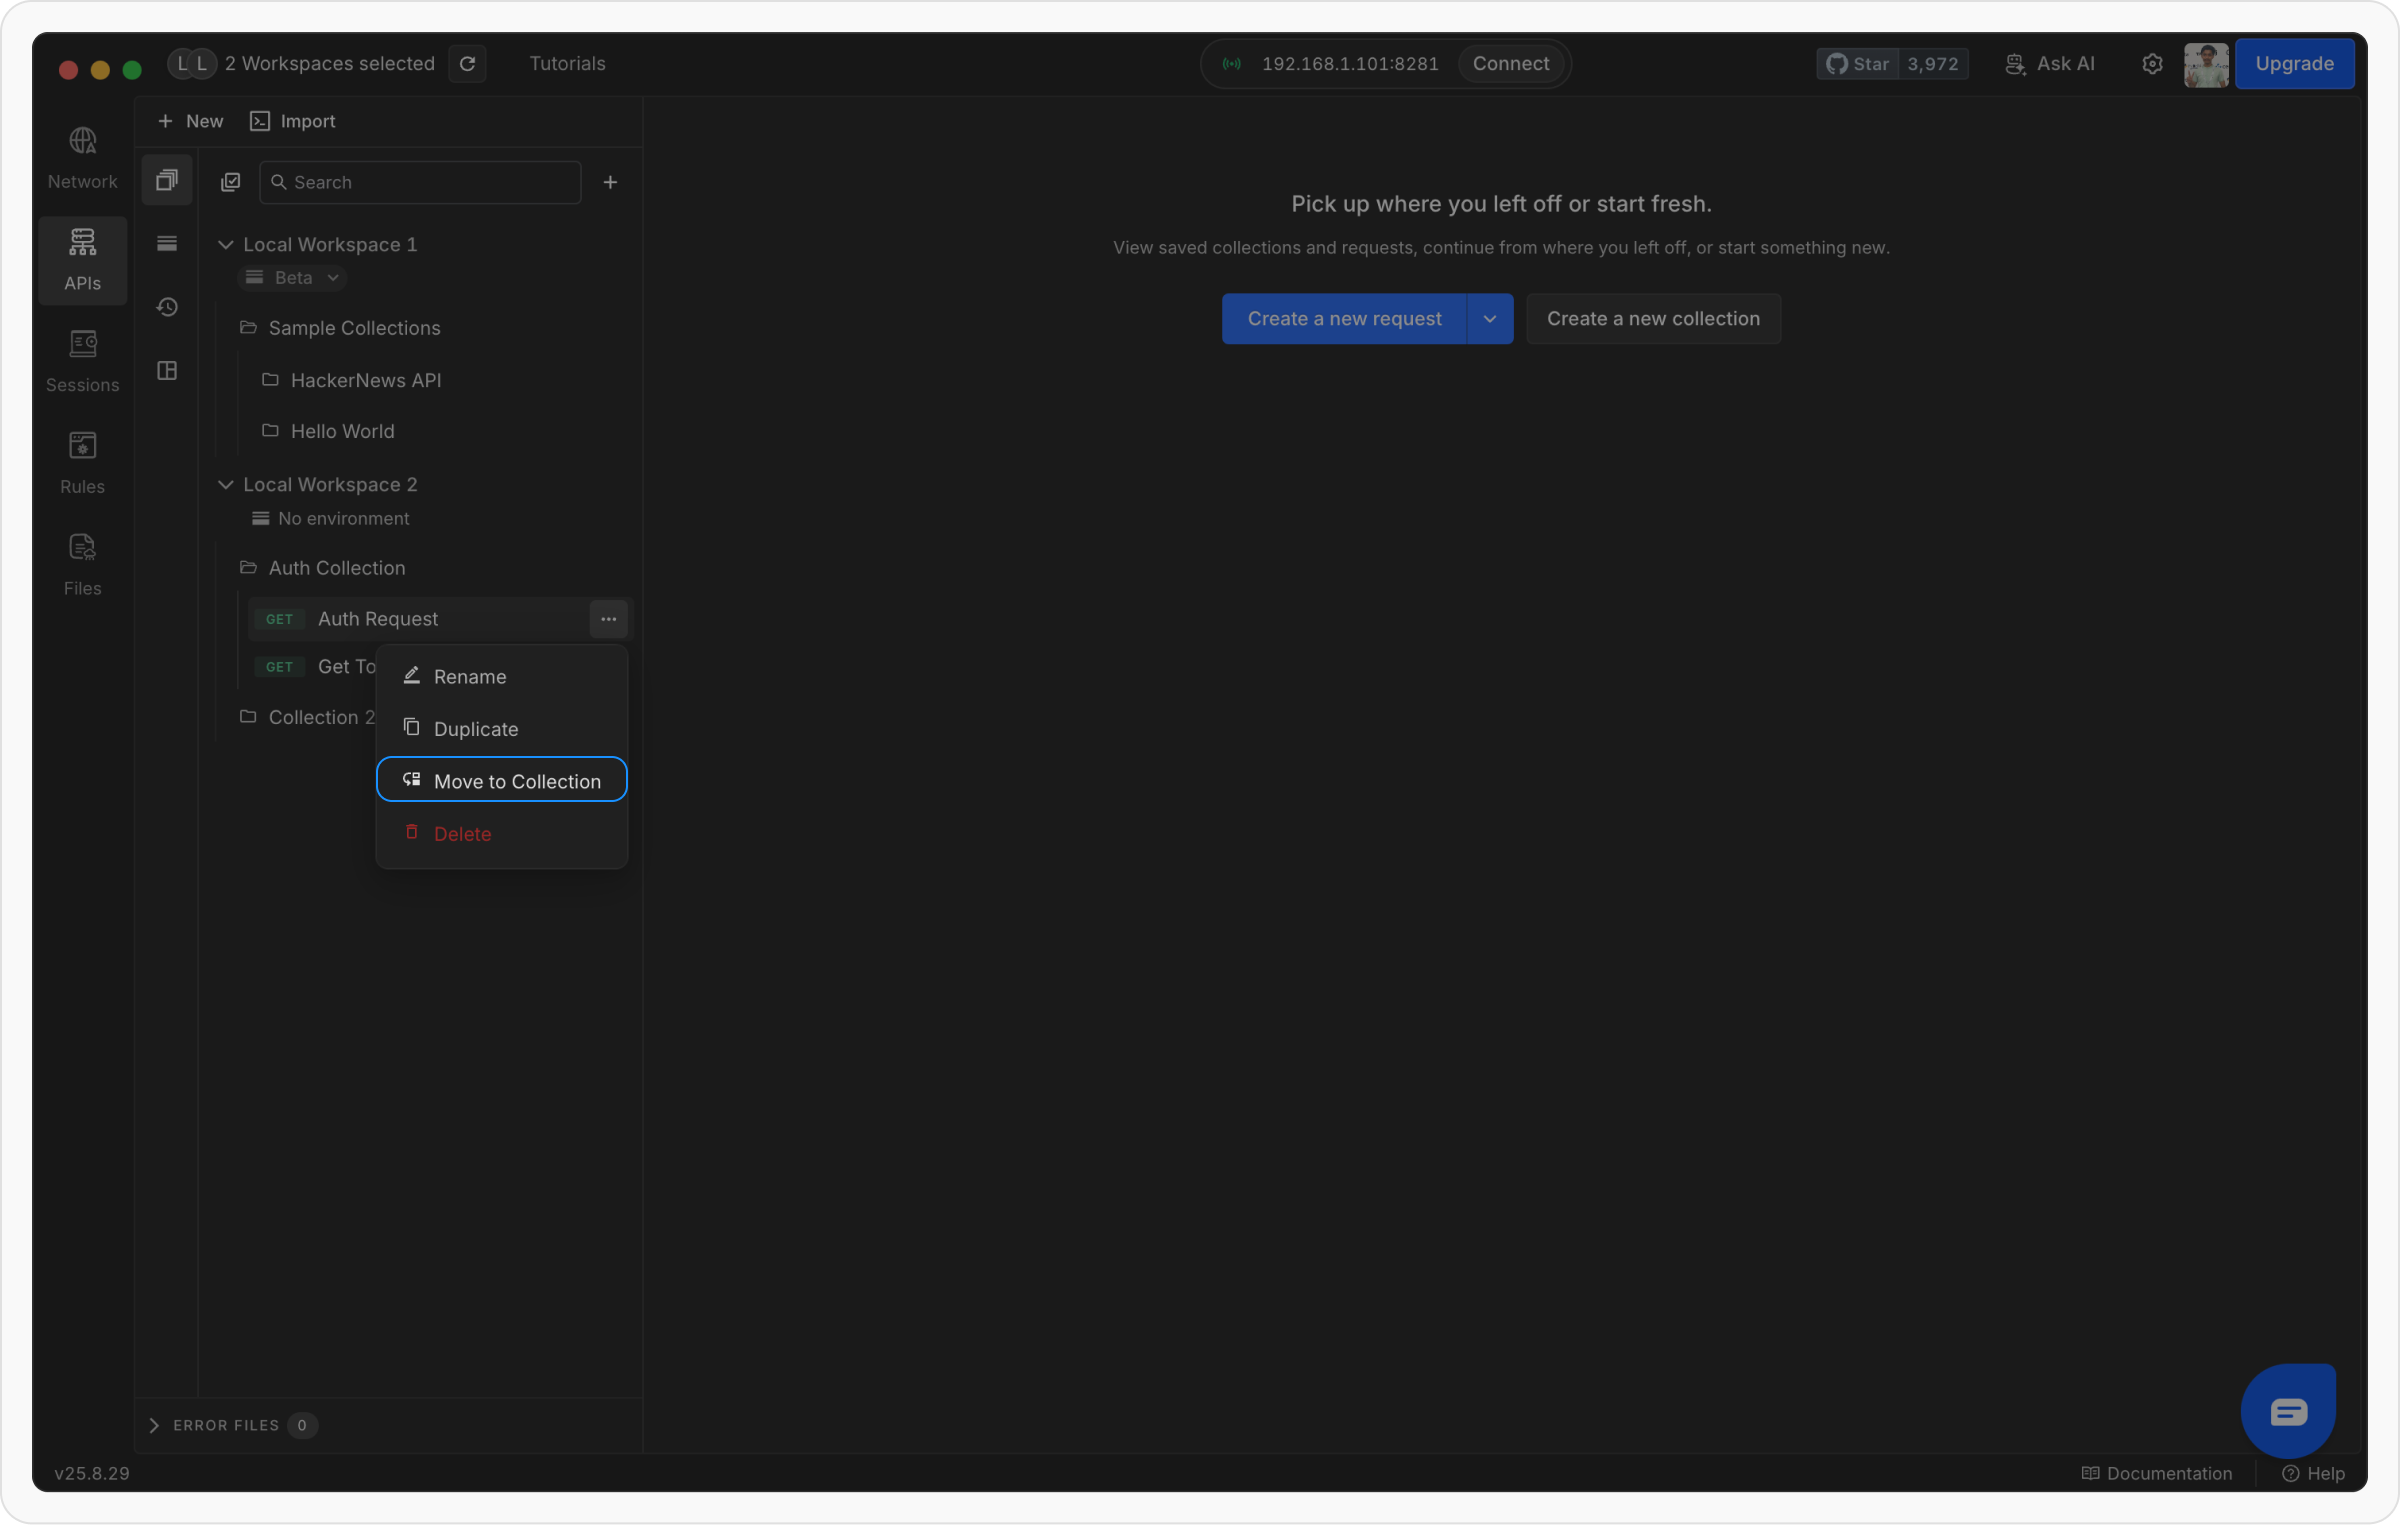 LL 2 Workspaces selected
Tutorials
192.168.1.101:8281 Connect
Star 3,972
Ask AI
Upgrade
New
Import
Network
APIs
Sessions
Rules
Files
Search
Local Workspace 1
Beta
Sample Collections
HackerNews API
Hello World
Local Workspace 2
No environment
Auth Collection
GET Auth Request
GET Get To
Collection 2
Rename
Duplicate
Move to Collection
Delete
Pick up where you left off or start fresh.
View saved collections and requests, continue from where you left off, or start something new.
Create a new request
Create a new collection
ERROR FILES 0
v25.8.29
Documentation
Help